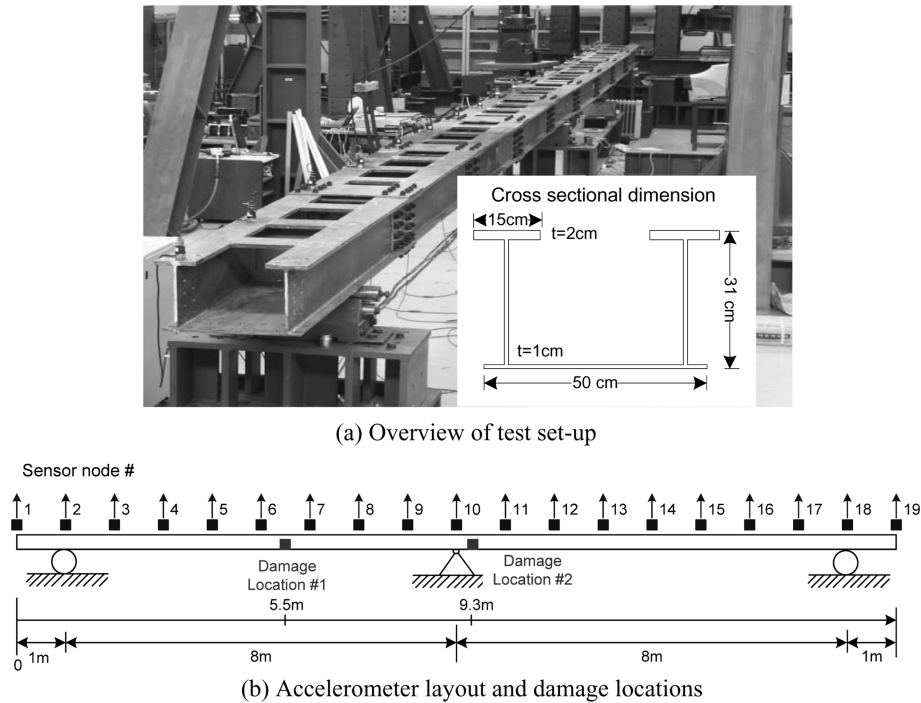 Cross sectional dimension
15cm
t=2cm
31 cm
t=1cm
50 cm
(a) Overview of test set-up
Sensor node #
1 2 3 4 5 6 7 8 9 10 11 12 13 14 15 16 17 18 19
Damage
Location #1
Damage
Location #2
5.5m
9.3m
0
1m
8m
8m
1m
(b) Accelerometer layout and damage locations